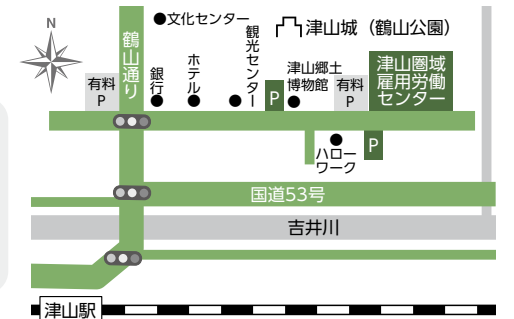 N
●文化センター
津山城（鶴山公園）
鶴山通り
観光センター
ホテル
銀行
有料
P
P
津山郷土
博物館
有料
P
津山圏域
雇用労働
センター
ハロー
ワーク
P
国道53号
吉井川
津山駅